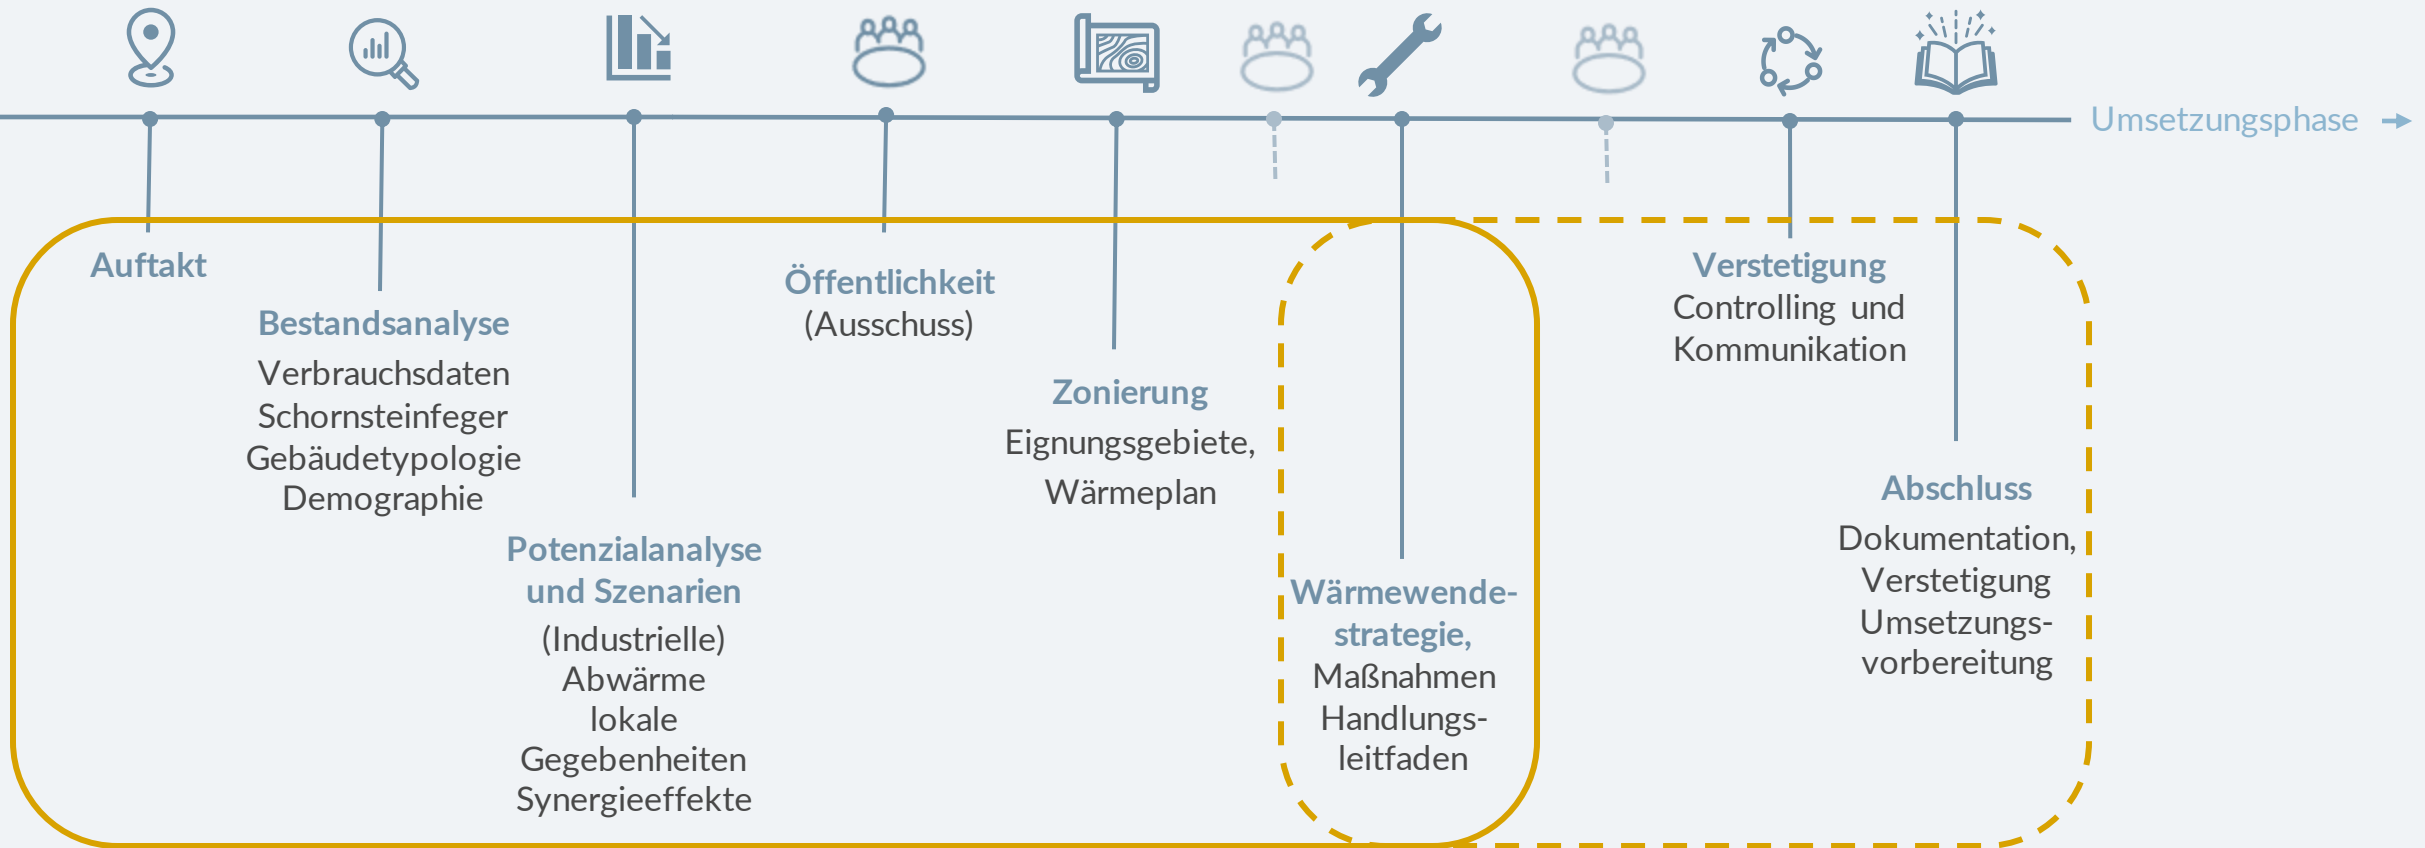 Umsetzungsphase
Auftakt
Bestandsanalyse
Verbrauchsdaten
Schornsteinfeger
Gebäudetypologie
Demographie
Potenzialanalyse
und Szenarien
(Industrielle)
Abwärme
lokale
Gegebenheiten
Synergieeffekte
Öffentlichkeit
(Ausschuss)
Zonierung
Eignungsgebiete,
Wärmeplan
Wärmewende-
strategie,
Maßnahmen
Handlungs-
leitfaden
Verstetigung
Controlling und
Kommunikation
Abschluss
Dokumentation,
Verstetigung
Umsetzungs-
vorbereitung